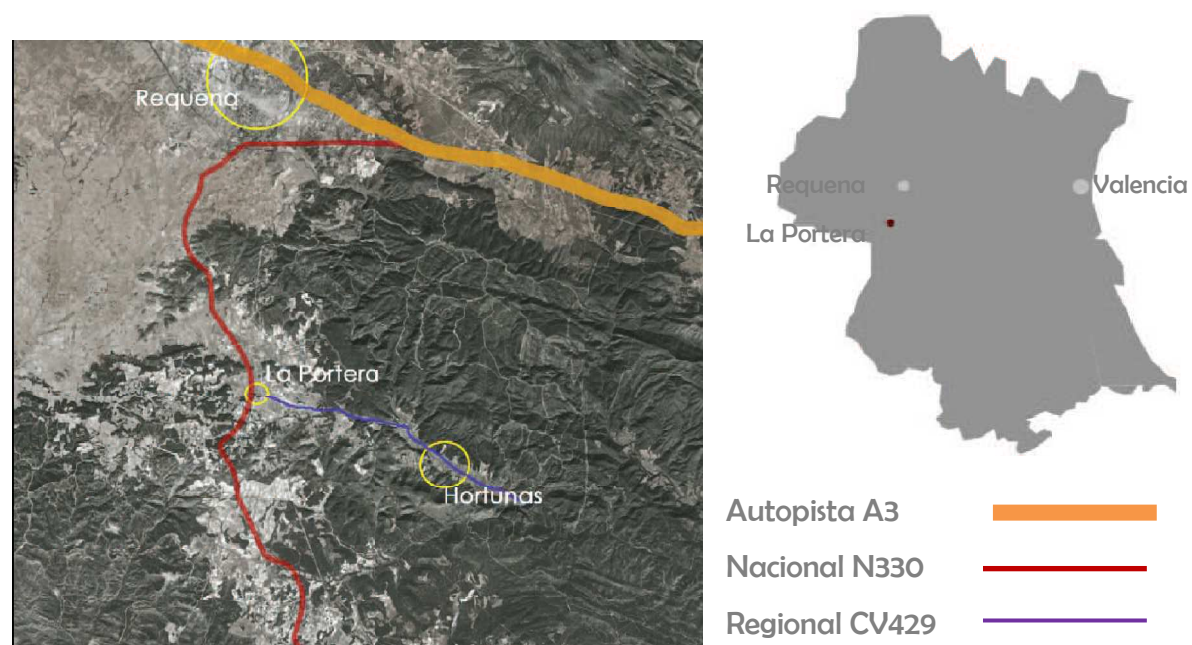 Requena
La Portera
Hortunas
Requena
Valencia
La Portera
Autopista A3
Nacional N330
Regional CV429